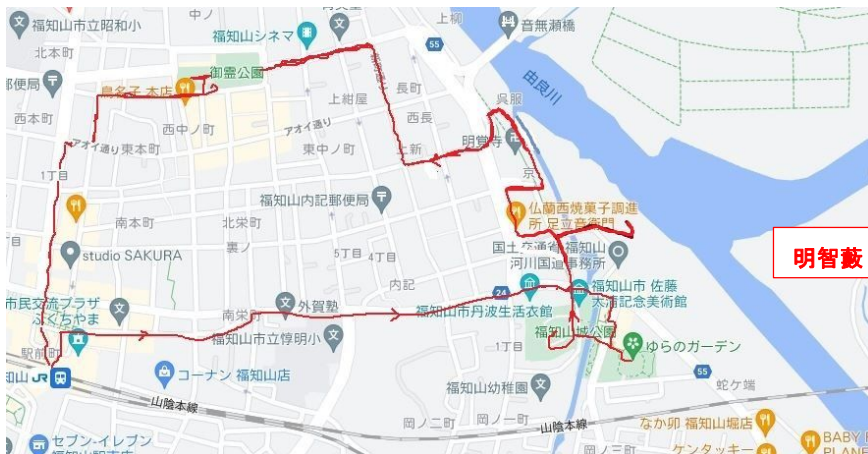 福知山市立昭和小
中ノ
上柳
音無瀬橋
福知山シネマ
55
北本町
御霊公園
郵便局
鳥名子 本店
長町
由良川
上紺屋
呉服
西本町
西中ノ町
アオイ通り
西長
東本町
アオイ通り
東中ノ町
上新
明覚寺
1丁目
京
福知山内記郵便局
南本町
北栄町
仏蘭西焼菓子調進
所 足立音衛門
裏ノ
studio SAKURA
5丁目
4丁目
国土交通省 福知山
河川国道事務所
明智藪
内記
24
福知山市 佐藤
太清記念美術館
市民交流プラザ
ふくちやま
南栄町
外賀塾
福知山市丹波生活衣館
福知山城公園
福知山市立惇明小
1丁目
ゆらのガーデン
駅前町
知山 JR
コーナン 福知山店
福知山幼稚園
55
蛇ケ端
山陰本線
岡ノ二町
岡ノ一町
山陰本線
なか卯 福知山堀店
セブン-イレブン
岡ノ三町
ケンタッキー
BABY